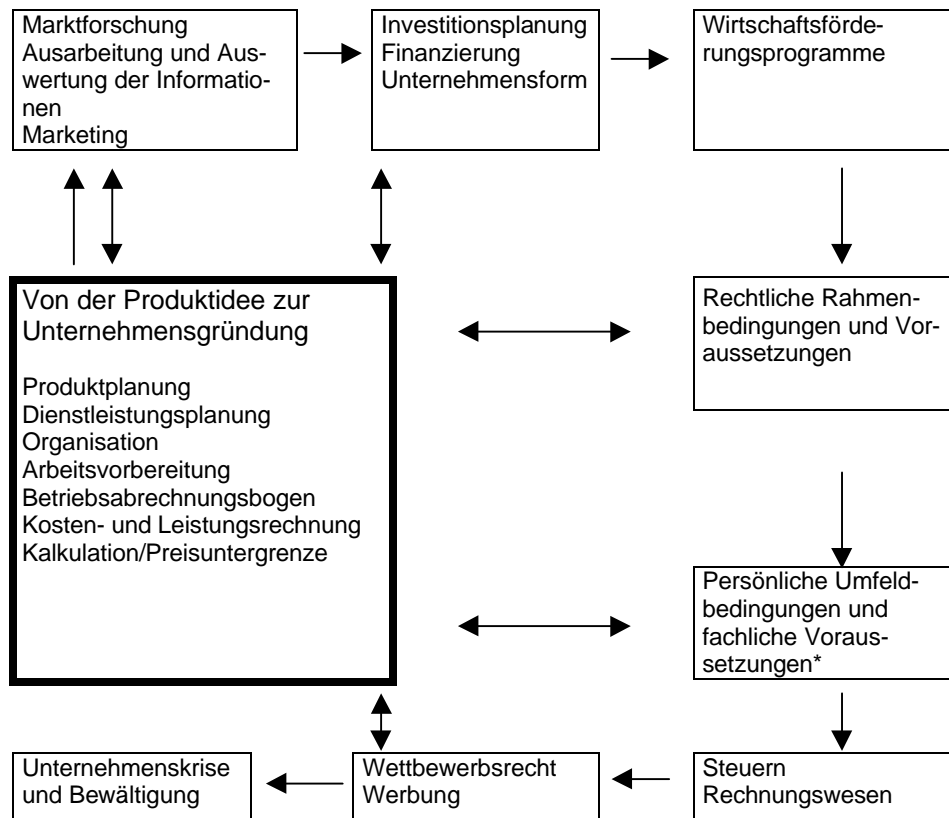 Marktforschung
Ausarbeitung und Aus-
wertung der Informatio-
nen
Marketing
Investitionsplanung
Finanzierung
Unternehmensform
Wirtschaftsförde-
rungsprogramme
Von der Produktidee zur
Unternehmensgründung
Produktplanung
Dienstleistungsplanung
Organisation
Arbeitsvorbereitung
Betriebsabrechnungsbogen
Kosten- und Leistungsrechnung
Kalkulation/Preisuntergrenze
Rechtliche Rahmen-
bedingungen und Vor-
aussetzungen
Persönliche Umfeld-
bedingungen und
fachliche Voraus-
setzungen*
Unternehmenskrise
und Bewältigung
Wettbewerbsrecht
Werbung
Steuern
Rechnungswesen